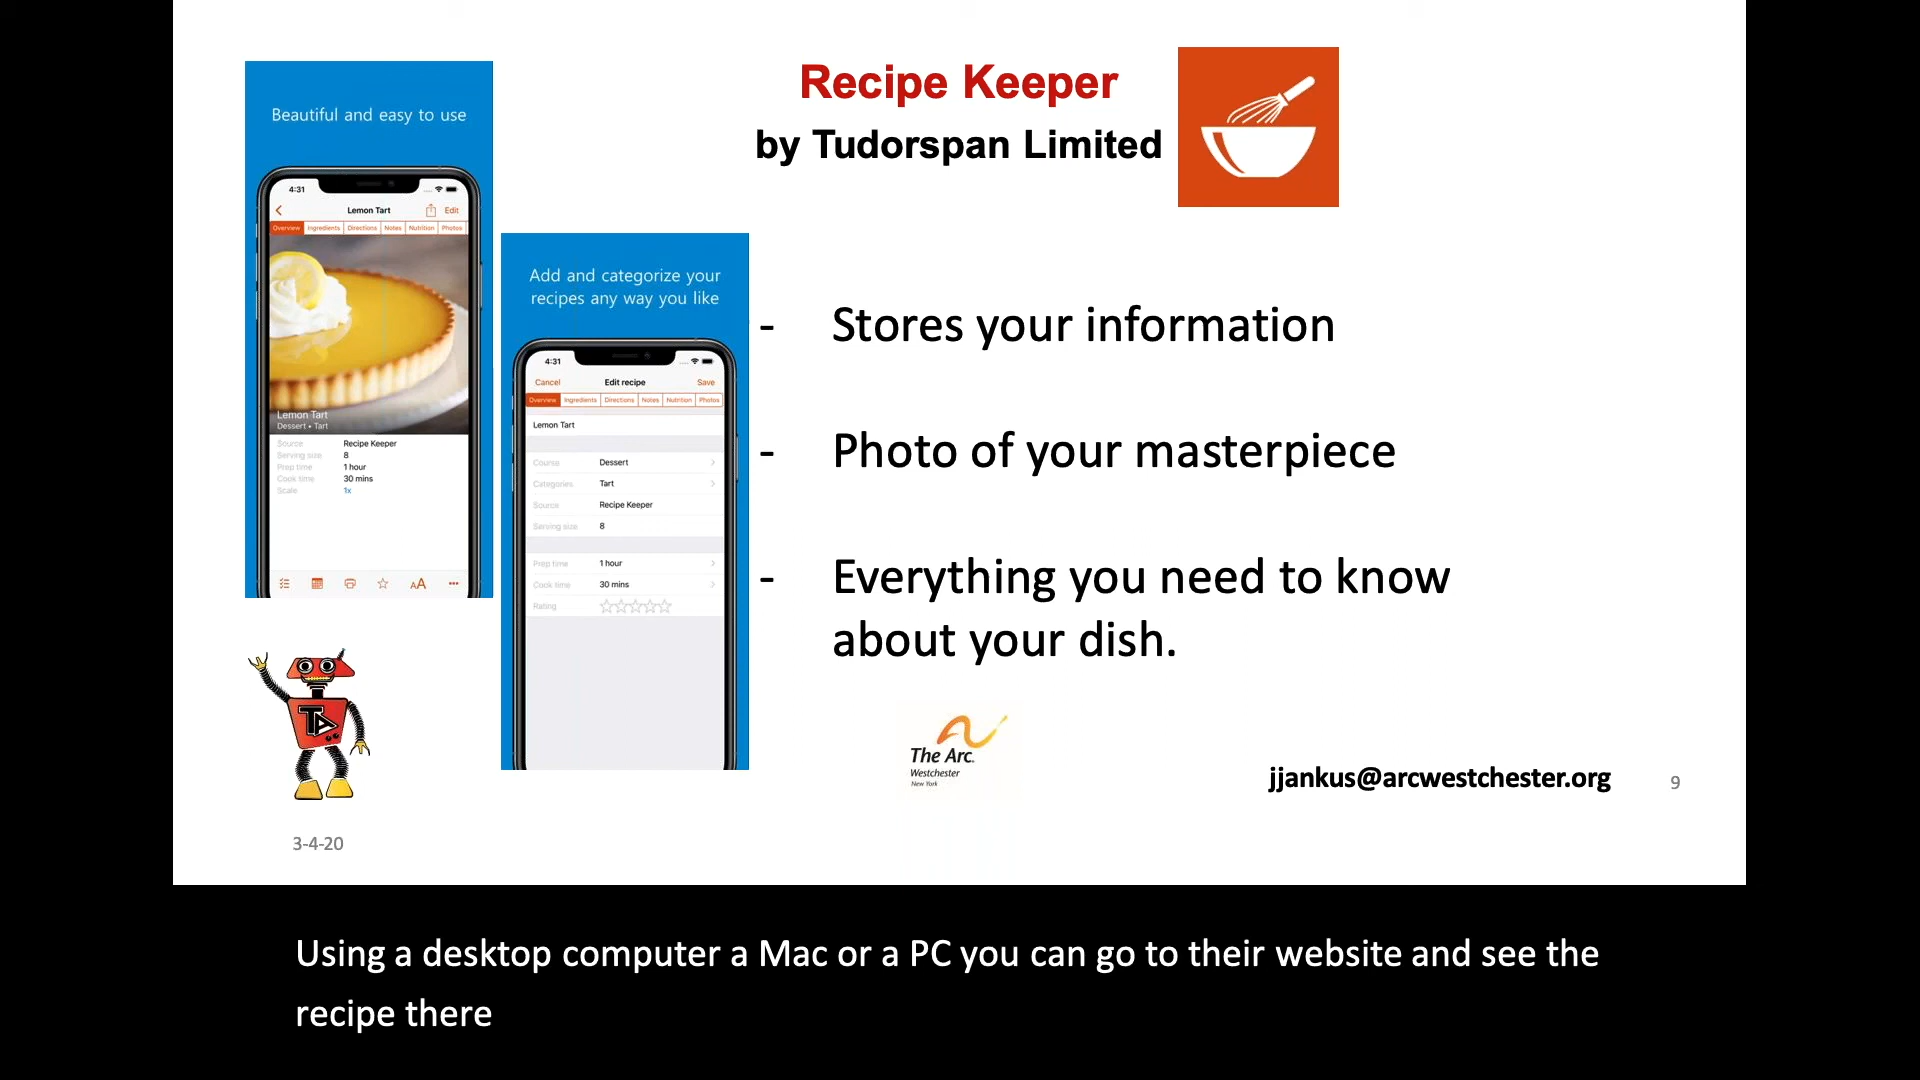 Recipe Keeper
by Tudorspan Limited
Beautiful and easy to use
4:31
Lemon Tart Edit
Overview Ingredients Directions Notes Nutrition Photos
Lemon Tart
Dessert • Tart
Source Recipe Keeper
Serving size 8
Prep time 1 hour
Cook time 30 mins
Scale 1x
AA
Add and categorize your
recipes any way you like
4:31
Cancel Edit recipe Save
Overview Ingredients Directions Notes Nutrition Photos
Lemon Tart
Course Dessert
Categories Tart
Source Recipe Keeper
Serving size 8
Prep time 1 hour
Cook time 30 mins
Rating
- Stores your information
- Photo of your masterpiece
- Everything you need to know
about your dish.
TA
The Arc.
Westchester
New York
jjankus@arcwestchester.org
9
3-4-20
Using a desktop computer a Mac or a PC you can go to their website and see the
recipe there